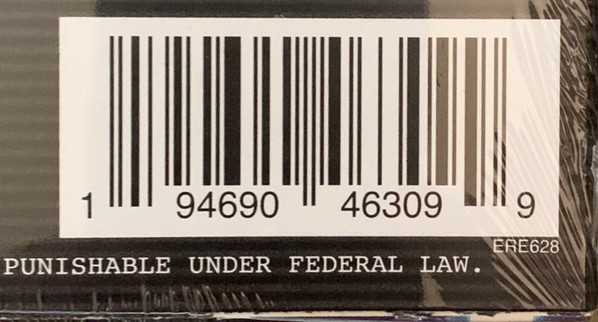 1 94690 46309 9
ERE628
PUNISHABLE UNDER FEDERAL LAW.